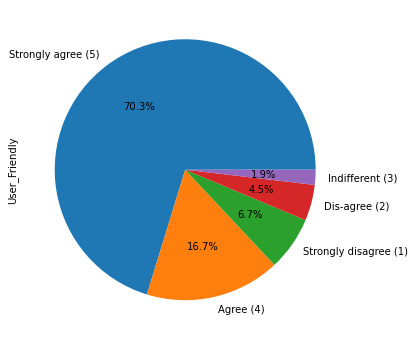 Strongly agree (5)
70.3%
User_Friendly
1.9%
Indifferent (3)
4.5%
Dis-agree (2)
6.7%
Strongly disagree (1)
16.7%
Agree (4)